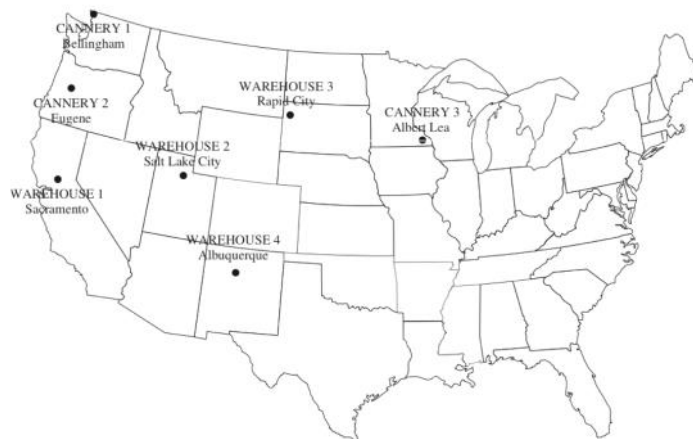 CANNERY 1
Bellingham
CANNERY 2
Eugene
WAREHOUSE 3
Rapid City
CANNERY 3
Albert Lea
WAREHOUSE 2
Salt Lake City
WAREHOUSE 1
Sacramento
WAREHOUSE 4
Albuquerque